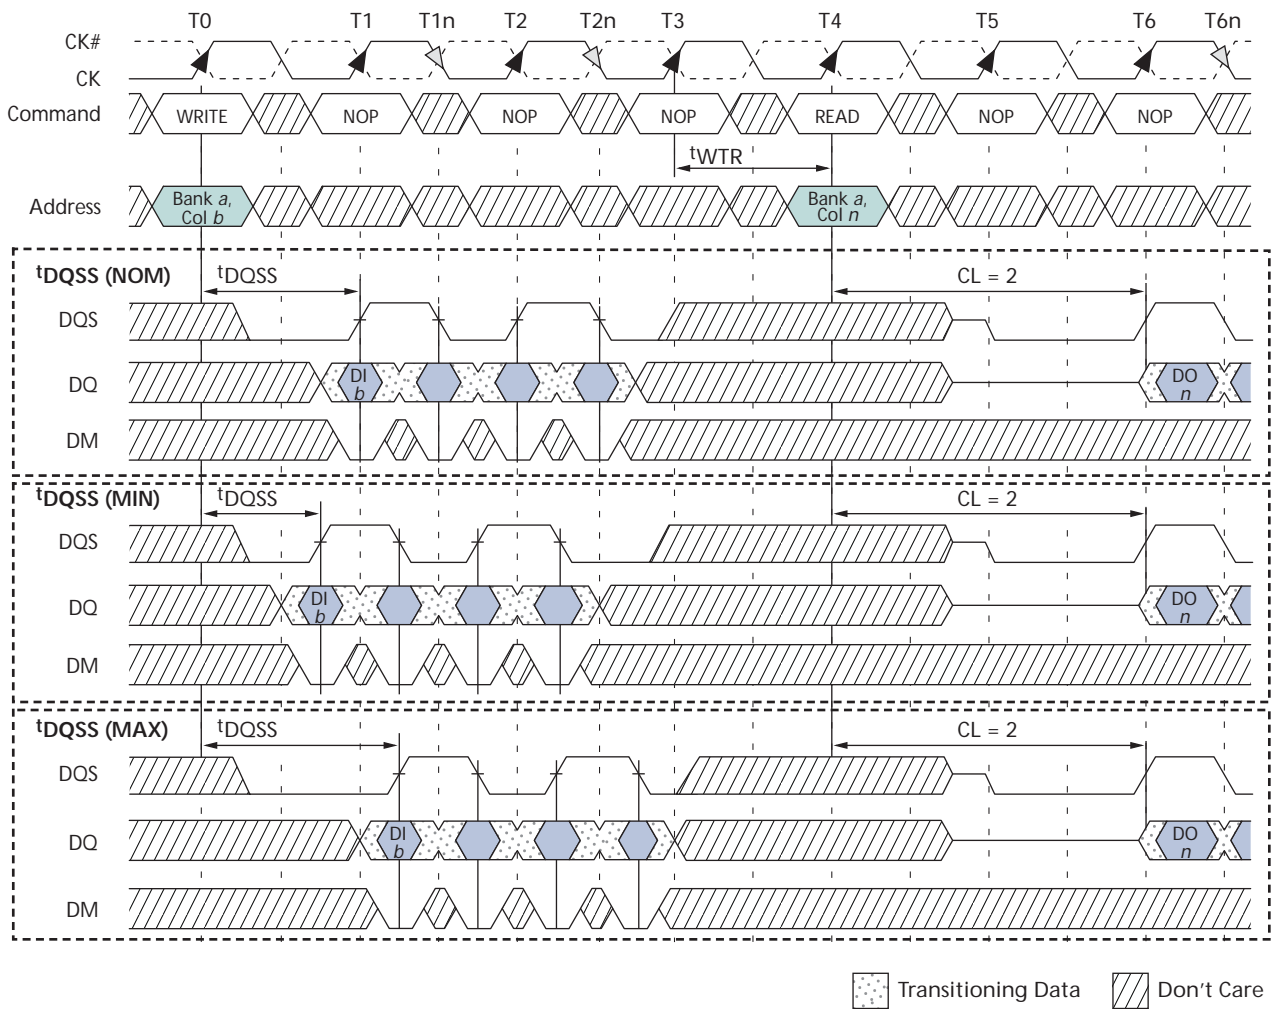 T0 T1 T1n T2 T2n T3 T4 T5 T6 T6n
CK#
CK
Command WRITE NOP NOP NOP READ NOP NOP
tWTR
Address Bank a, Col b Bank a, Col n
tDQSS (NOM) tDQSS CL = 2
DQS
DQ DI b DO n
DM
tDQSS (MIN) tDQSS CL = 2
DQS
DQ DI b DO n
DM
tDQSS (MAX) tDQSS CL = 2
DQS
DQ DI b DO n
DM
Transitioning Data Don't Care